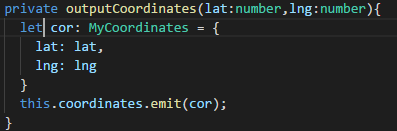 private outputCoordinates(lat:number,lng:number){
let cor: MyCoordinates = {
lat: lat,
lng: lng
}
this.coordinates.emit(cor);
}